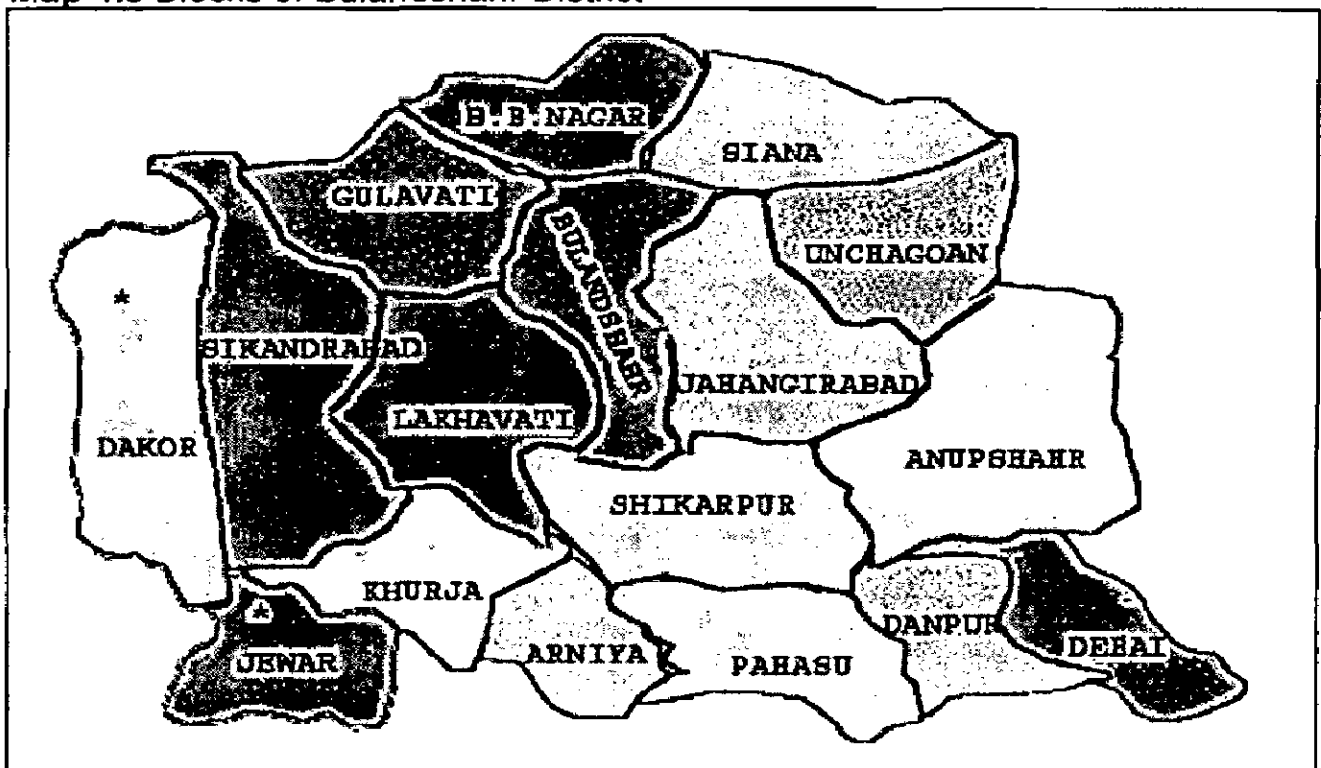 B.B.NAGAR
SIANA
GULAVATI
UNCHAGOAN
BULANDSHAHR
*
SIKANDRABAD
JAHANGIRABAD
LAKHAVATI
DAKOR
ANUPSHAHR
SHIKARPUR
KHURJA
*
DANPUR
DEBAI
ARNIYA
JEWAR
PAHASU